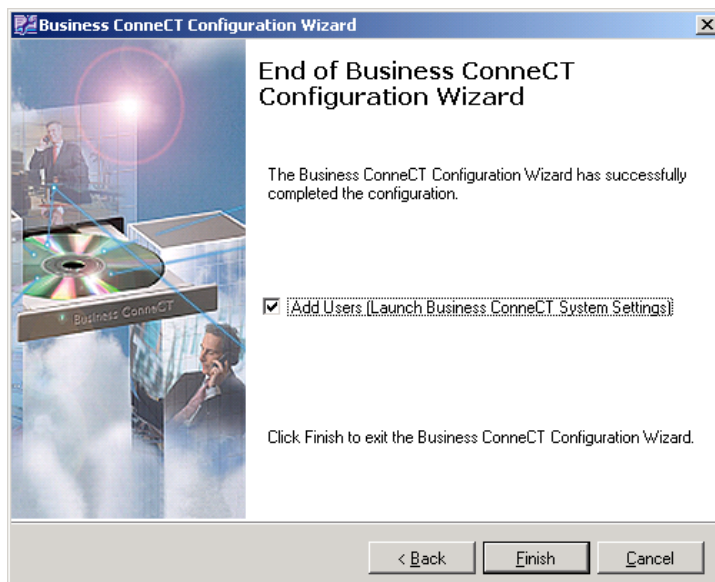 Business ConneCT Configuration Wizard
End of Business ConneCT
Configuration Wizard
The Business ConneCT Configuration Wizard has successfully
completed the configuration.
Add Users (Launch Business ConneCT System Settings)
Business ConneCT
Click Finish to exit the Business ConneCT Configuration Wizard.
< Back
Finish
Cancel